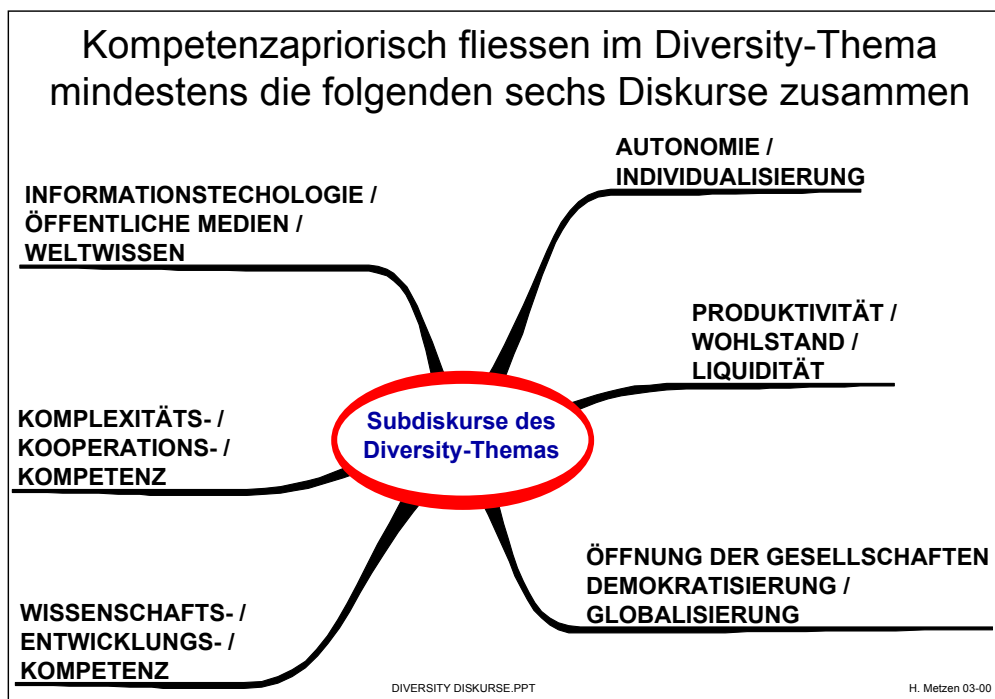 Kompetenzapriorisch fliessen im Diversity-Thema
mindestens die folgenden sechs Diskurse zusammen
AUTONOMIE /
INDIVIDUALISIERUNG
INFORMATIONSTECHOLOGIE /
ÖFFENTLICHE MEDIEN /
WELTWISSEN
PRODUKTIVITÄT /
WOHLSTAND /
LIQUIDITÄT
Subdiskurse des
Diversity-Themas
KOMPLEXITÄTS- /
KOOPERATIONS- /
KOMPETENZ
ÖFFNUNG DER GESELLSCHAFTEN
DEMOKRATISIERUNG /
GLOBALISIERUNG
WISSENSCHAFTS- /
ENTWICKLUNGS- /
KOMPETENZ
DIVERSITY DISKURSE.PPT
H. Metzen 03-00